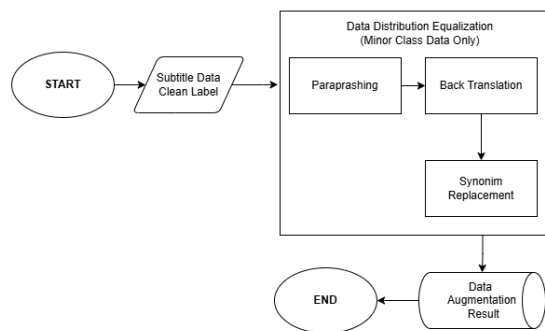 Data Distribution Equalization
(Minor Class Data Only)
START
Subtitle Data
Clean Label
Paraprashing
Back Translation
Synonim
Replacement
END
Data
Augmentation
Result